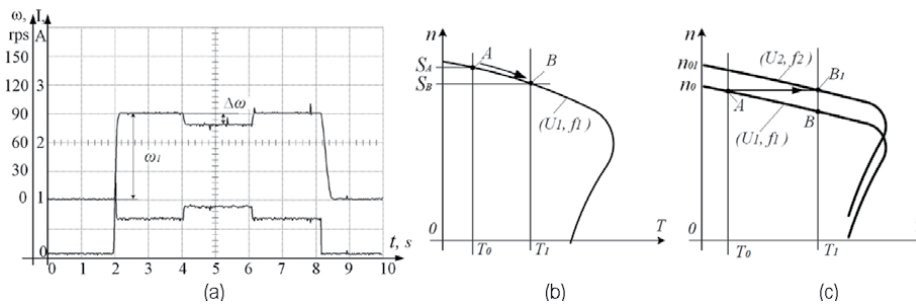 ω, I,
rps A
150
120 3
90
60 2
30
0 1
0
Δω
ω1
t, s
0 1 2 3 4 5 6 7 8 9 10
(a)
n
A
B
SA
SB
(U1, f1)
0
T0 T1
T
(b)
n
n01
n0
(U2, f2)
B1
A
B
(U1, f1)
0
T0 T1
(c)